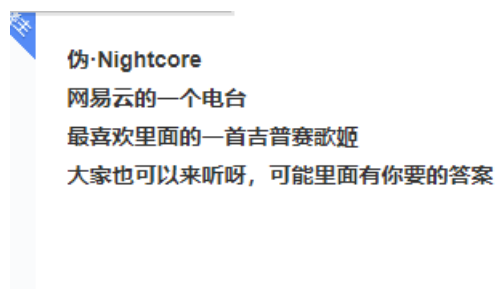 伪·Nightcore
网易云的一个电台
最喜欢里面的一首吉普赛歌姬
大家也可以来听呀，可能里面有你要的答案